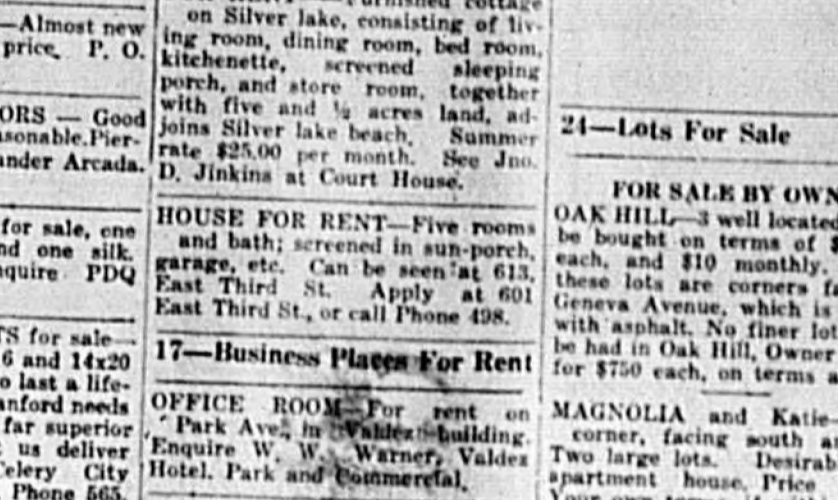 —Almost new
price. P. O.
ORS — Good
asonable.Pier-
ander Arcada.
for sale, one
nd one silk.
nquire PDQ
TS for sale—
6 and 14x20
o last a life-
anford needs
far superior
us deliver
Celery City
Phone 565.
Furnished cottage
on Silver lake, consisting of liv-
ing room, dining room, bed room,
kitchenette, screened sleeping
porch, and store room, together
with five and ½ acres land, ad-
joins Silver lake beach. Summer
rate $25.00 per month. See Jno.
D. Jinkins at Court House.
HOUSE FOR RENT—Five rooms
and bath; screened in sun-porch,
garage, etc. Can be seen at 613,
East Third St. Apply at 601
East Third St., or call Phone 498.
17—Business Places For Rent
OFFICE ROOM—For rent on
Park Ave., in Valdez building.
Enquire W. W. Warner, Valdez
Hotel, Park and Commercial.
24—Lots For Sale
FOR SALE BY OWN
OAK HILL—3 well located
be bought on terms of $
each, and $10 monthly.
these lots are corners fa
Geneva Avenue, which is
with asphalt. No finer lot
be had in Oak Hill, Owner
for $750 each, on terms a
MAGNOLIA and Katie
corner, facing south a
Two large lots. Desirab
apartment house. Price
Your own terms